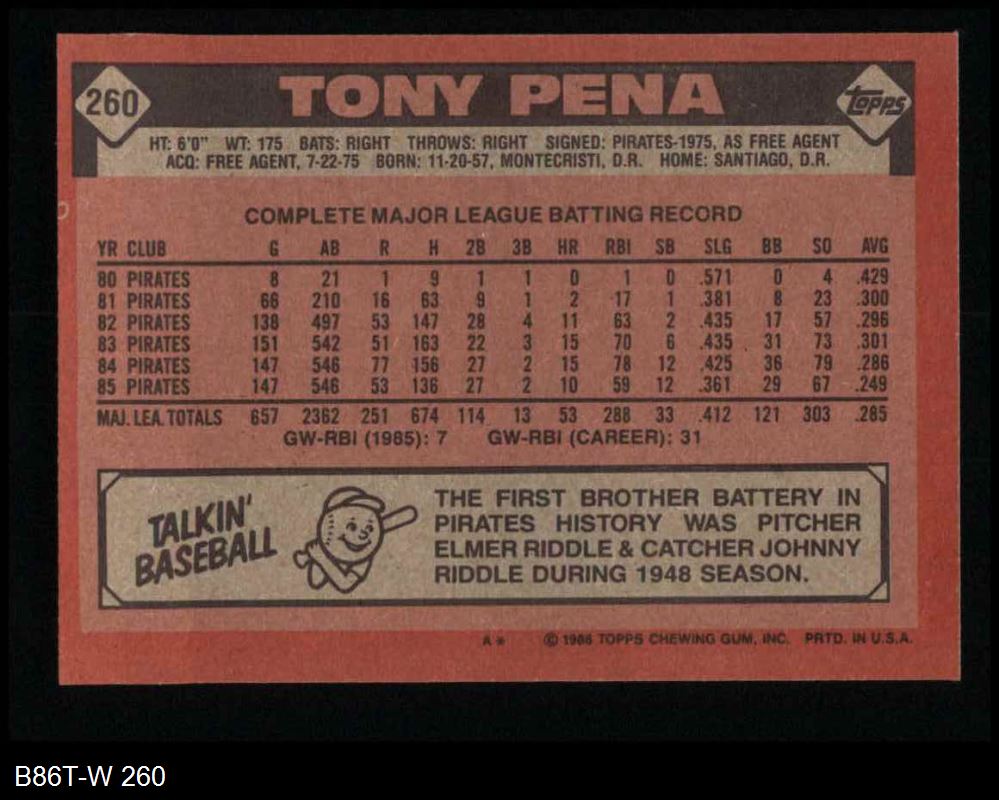 260
TONY PENA
topps
HT: 6'0" WT: 175 BATS: RIGHT THROWS: RIGHT SIGNED: PIRATES-1975, AS FREE AGENT
ACQ: FREE AGENT, 7-22-75 BORN: 11-20-57, MONTECRISTI, D.R. HOME: SANTIAGO, D.R.
COMPLETE MAJOR LEAGUE BATTING RECORD
YR CLUB G AB R H 2B 3B HR RBI SB SLG BB SO AVG
80 PIRATES 8 21 1 9 1 1 0 1 0 .571 0 4 .429
81 PIRATES 66 210 16 63 9 1 2 17 1 .381 8 23 .300
82 PIRATES 138 497 53 147 28 4 11 63 2 .435 17 57 .296
83 PIRATES 151 542 51 163 22 3 15 70 6 .435 31 73 .301
84 PIRATES 147 546 77 156 27 2 15 78 12 .425 36 79 .286
85 PIRATES 147 546 53 136 27 2 10 59 12 .361 29 67 .249
MAJ. LEA. TOTALS 657 2362 251 674 114 13 53 288 33 .412 121 303 .285
GW-RBI (1985): 7 GW-RBI (CAREER): 31
TALKIN'
BASEBALL
THE FIRST BROTHER BATTERY IN
PIRATES HISTORY WAS PITCHER
ELMER RIDDLE & CATCHER JOHNNY
RIDDLE DURING 1948 SEASON.
A* © 1986 TOPPS CHEWING GUM, INC. PRTD. IN U.S.A.
B86T-W 260